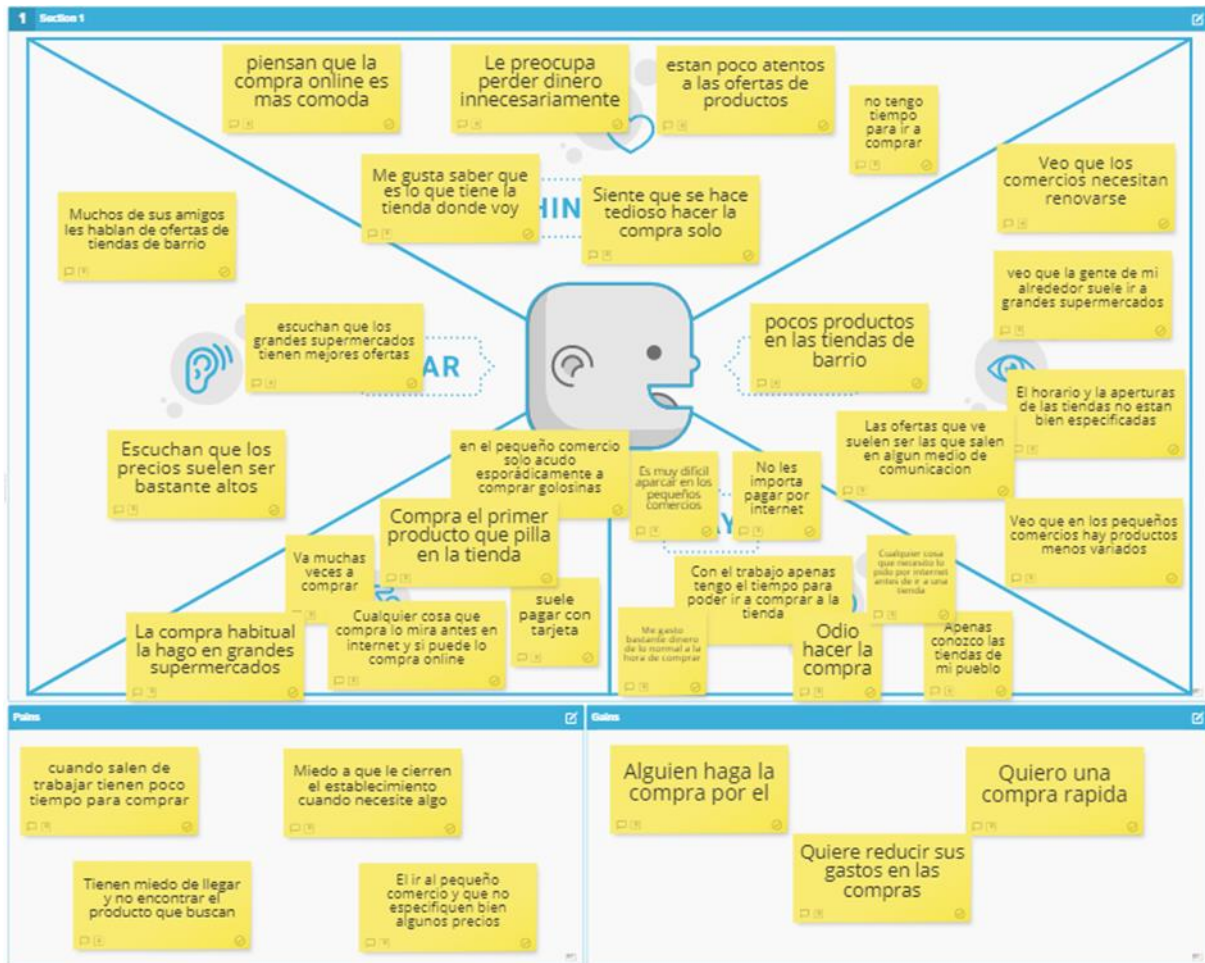 1 Section 1
piensan que la
compra online es
mas comoda
Le preocupa
perder dinero
innecesariamente
estan poco atentos
a las ofertas de
productos
no tengo
tiempo
para ir a
comprar
Veo que los
comercios necesitan
renovarse
Me gusta saber que
es lo que tiene la
tienda donde voy
HIN
Siente que se hace
tedioso hacer la
compra solo
Muchos de sus amigos
les hablan de ofertas de
tiendas de barrio
veo que la gente de mi
alrededor suele ir a
grandes supermercados
escuchan que los
grandes supermercados
tienen mejores ofertas
AR
pocos productos
en las tiendas de
barrio
El horario y la aperturas
de las tiendas no estan
bien especificadas
Las ofertas que ve
suelen ser las que salen
en algun medio de
comunicacion
Escuchan que los
precios suelen ser
bastante altos
en el pequeño comercio
solo acudo
esporádicamente a
comprar golosinas
Es muy dificil
aparcar en los
pequeños
comercios
No les
importa
pagar por
internet
AY
Compra el primer
producto que pilla
en la tienda
Veo que en los pequeños
comercios hay productos
menos variados
Va muchas
veces a
comprar
Con el trabajo apenas
tengo el tiempo para
poder ir a comprar a la
tienda
Cualquier cosa
que necesito lo
pido por internet
antes de ir a una
tienda
suele
pagar con
tarjeta
Cualquier cosa que
compra lo mira antes en
internet y si puede lo
compra online
La compra habitual
la hago en grandes
supermercados
Me gasto
bastante dinero
de lo normal a la
hora de comprar
Odio
hacer la
compra
Apenas
conozco las
tiendas de
mi pueblo
Pains
cuando salen de
trabajar tienen poco
tiempo para comprar
Miedo a que le cierren
el establecimiento
cuando necesite algo
Tienen miedo de llegar
y no encontrar el
producto que buscan
El ir al pequeño
comercio y que no
especifiquen bien
algunos precios
Gains
Alguien haga la
compra por el
Quiero una
compra rapida
Quiere reducir sus
gastos en las
compras